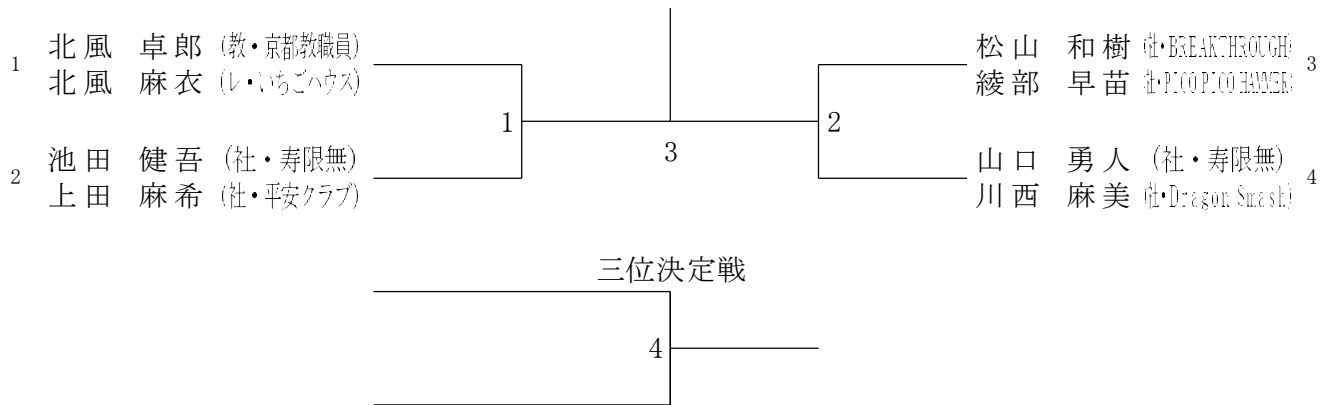 1 北風 卓郎 (教・京都教職員)
北風 麻衣 (レ・いちごハウス)
2 池田 健吾 (社・寿限無)
上田 麻希 (社・平安クラブ)
1
3
2
松山 和樹 (社・BREAKTHROUGH) 3
綾部 早苗 (社・PICO PICO HAMMERS)
山口 勇人 (社・寿限無) 4
川西 麻美 (社・Dragon Smash)
三位決定戦
4